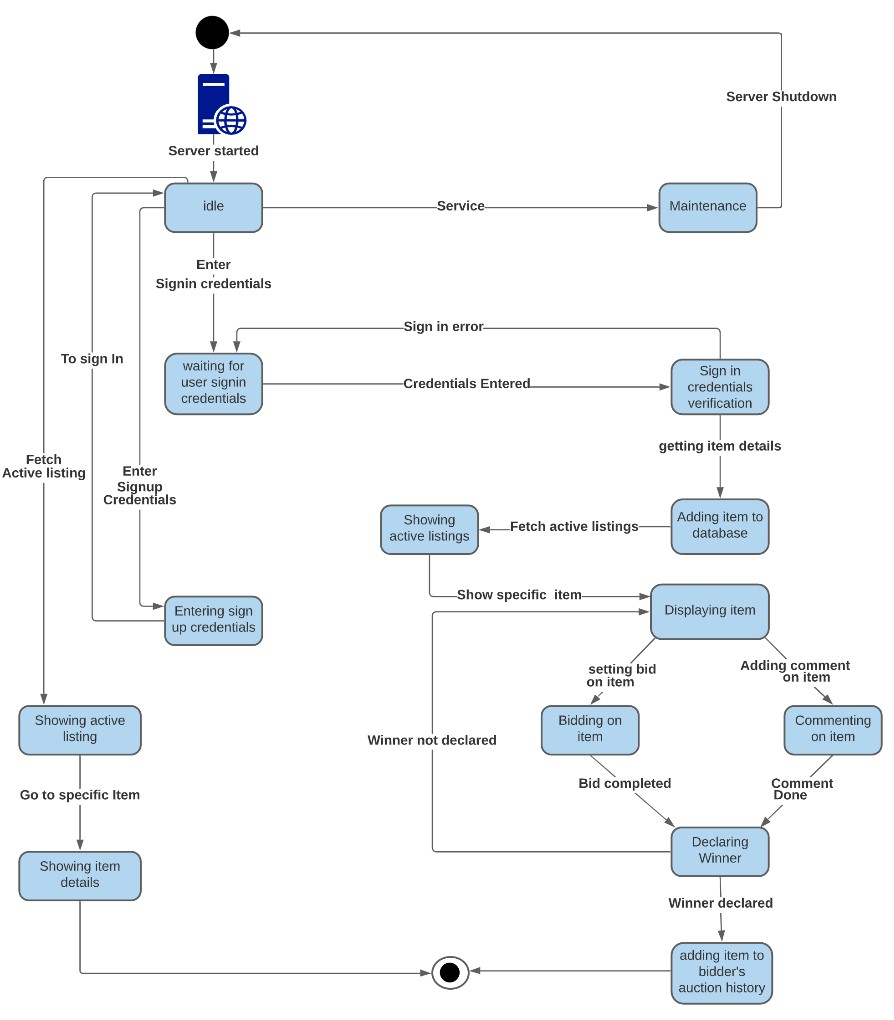 Server Shutdown
Server started
idle
Service
Maintenance
Enter
Signin credentials
Sign in error
To sign In
waiting for
user signin
credentials
Credentials Entered
Sign in
credentials
verification
getting item details
Fetch
Active listing
Enter
Signup
Credentials
Showing
active listings
Fetch active listings
Adding item to
database
Show specific  item
Displaying item
Entering sign
up credentials
setting bid
on item
Adding comment
on item
Showing active
listing
Bidding on
item
Commenting
on item
Winner not declared
Go to specific Item
Bid completed
Comment
Done
Declaring
Winner
Showing item
details
Winner declared
adding item to
bidder's
auction history